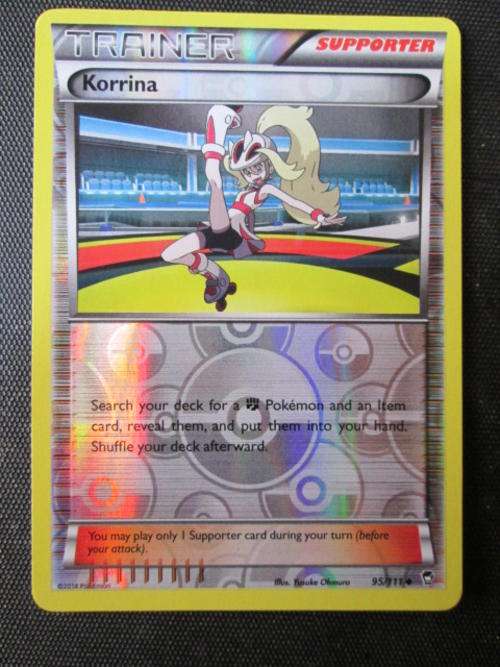 TRAINER SUPPORTER
Korrina
Search your deck for a Pokémon and an Item
card, reveal them, and put them into your hand.
Shuffle your deck afterward.
You may play only 1 Supporter card during your turn (before
your attack).
©2014 Pokémon Illus. Yusuke Ohmura 95/111